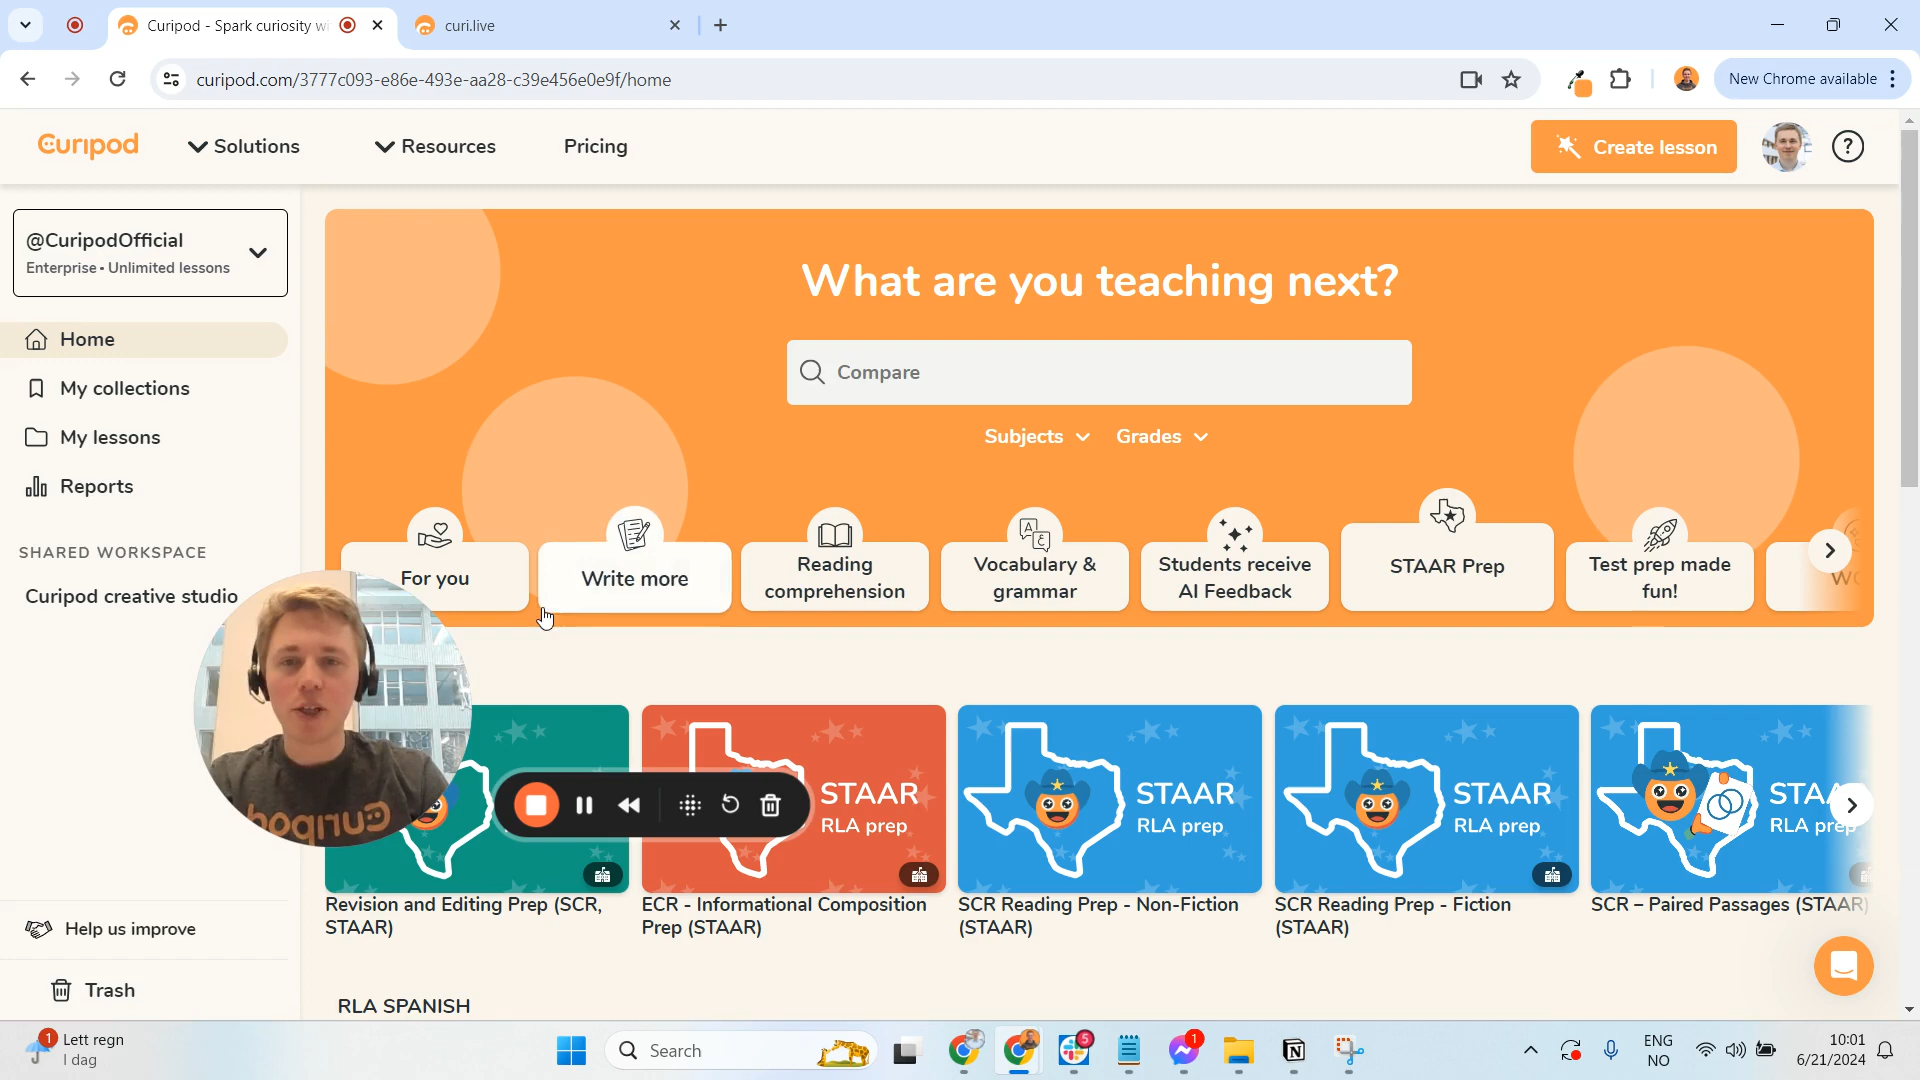 Curipod - Spark curiosity wi
curi.live
curipod.com/3777c093-e86e-493e-aa28-c39e456e0e9f/home
New Chrome available
Curipod
Solutions
Resources
Pricing
Create lesson
@CuripodOfficial
Enterprise • Unlimited lessons
Home
My collections
My lessons
Reports
SHARED WORKSPACE
Curipod creative studio
Help us improve
Trash
What are you teaching next?
Compare
Subjects
Grades
For you
Write more
Reading
comprehension
Vocabulary &
grammar
Students receive
AI Feedback
STAAR Prep
Test prep made
fun!
STAAR
RLA prep
STAAR
RLA prep
STAAR
RLA prep
STAA
RLA prep
Revision and Editing Prep (SCR,
STAAR)
ECR - Informational Composition
Prep (STAAR)
SCR Reading Prep - Non-Fiction
(STAAR)
SCR Reading Prep - Fiction
(STAAR)
SCR – Paired Passages (STAAR)
RLA SPANISH
1
Lett regn
I dag
Search
5
1
ENG
NO
10:01
6/21/2024